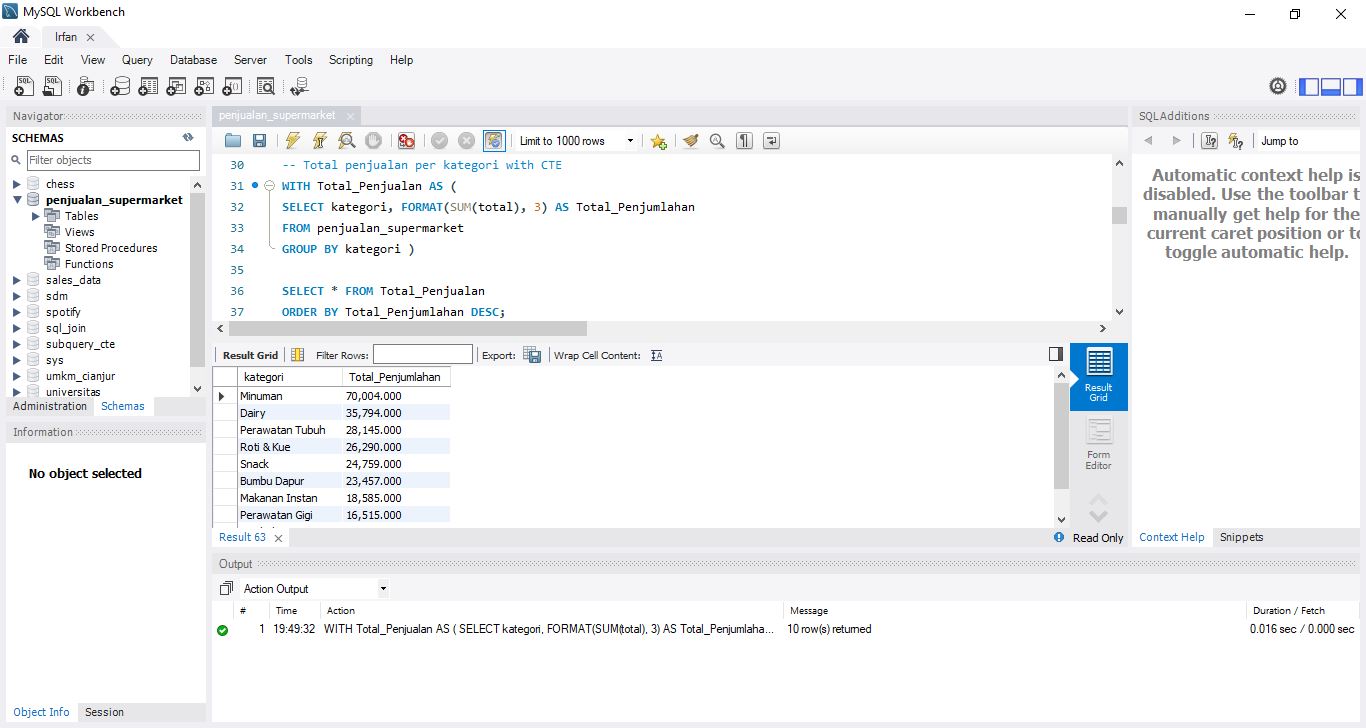 MySQL Workbench
Irfan
File Edit View Query Database Server Tools Scripting Help
Navigator
SCHEMAS
Filter objects
chess
penjualan_supermarket
Tables
Views
Stored Procedures
Functions
sales_data
sdm
spotify
sql_join
subquery_cte
sys
umkm_cianjur
universitas
Administration Schemas
Information
No object selected
Object Info Session
penjualan_supermarket
Limit to 1000 rows
30 -- Total penjualan per kategori with CTE
31 WITH Total_Penjualan AS (
32 SELECT kategori, FORMAT(SUM(total), 3) AS Total_Penjumlahan
33 FROM penjualan_supermarket
34 GROUP BY kategori )
35
36 SELECT * FROM Total_Penjualan
37 ORDER BY Total_Penjumlahan DESC;
Result Grid Filter Rows: Export: Wrap Cell Content:
kategori Total_Penjumlahan
Minuman 70,004.000
Dairy 35,794.000
Perawatan Tubuh 28,145.000
Roti & Kue 26,290.000
Snack 24,759.000
Bumbu Dapur 23,457.000
Makanan Instan 18,585.000
Perawatan Gigi 16,515.000
Result Grid
Form Editor
Result 63
Read Only
Output
Action Output
# Time Action Message Duration / Fetch
1 19:49:32 WITH Total_Penjualan AS ( SELECT kategori, FORMAT(SUM(total), 3) AS Total_Penjumlaha... 10 row(s) returned 0.016 sec / 0.000 sec
SQLAdditions
Jump to
Automatic context help is
disabled. Use the toolbar t
manually get help for the
current caret position or to
toggle automatic help.
Context Help Snippets